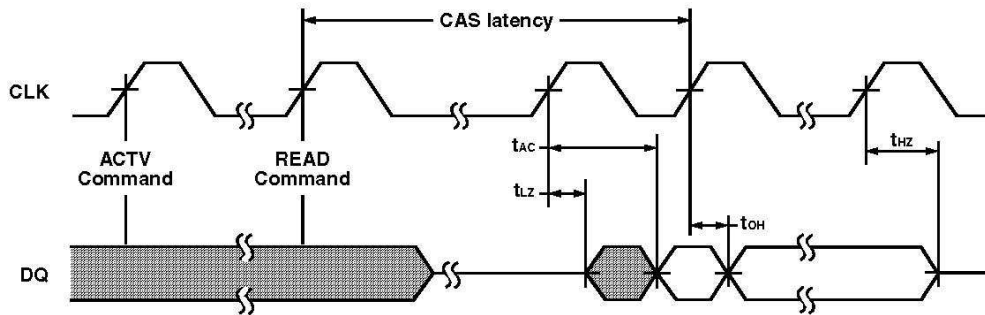 CAS latency
CLK
ACTV
Command
READ
Command
tAC
tLZ
tHZ
tOH
DQ